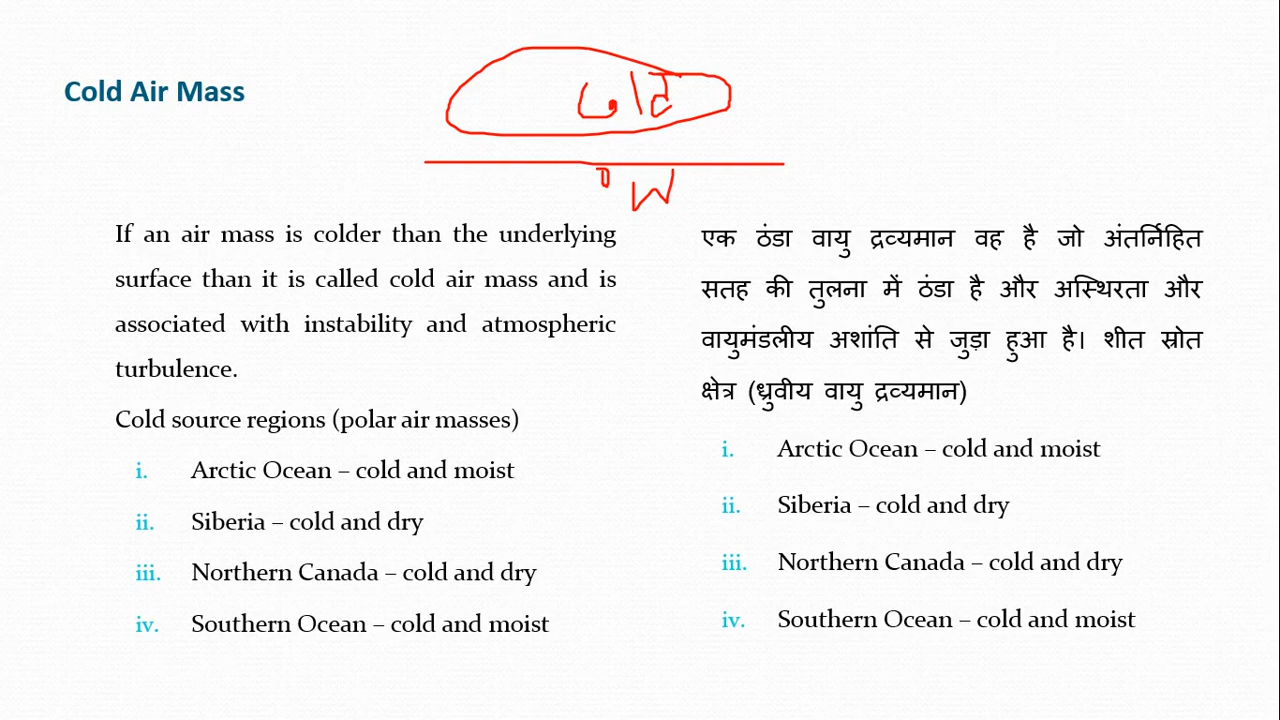 Cold Air Mass
Cold
W
If an air mass is colder than the underlying
surface than it is called cold air mass and is
associated with instability and atmospheric
turbulence.
Cold source regions (polar air masses)
i. Arctic Ocean – cold and moist
ii. Siberia – cold and dry
iii. Northern Canada – cold and dry
iv. Southern Ocean – cold and moist
एक ठंडा वायु द्रव्यमान वह है जो अंतर्निहित
सतह की तुलना में ठंडा है और अस्थिरता और
वायुमंडलीय अशांति से जुड़ा हुआ है। शीत स्रोत
क्षेत्र (ध्रुवीय वायु द्रव्यमान)
i. Arctic Ocean – cold and moist
ii. Siberia – cold and dry
iii. Northern Canada – cold and dry
iv. Southern Ocean – cold and moist